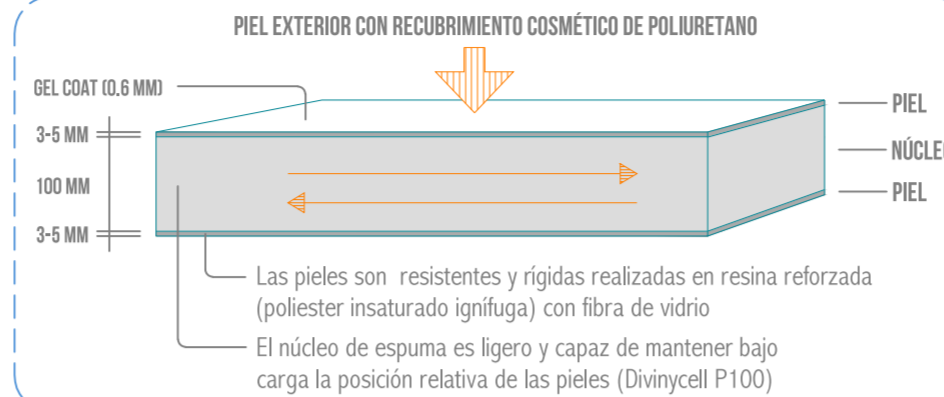 PIEL EXTERIOR CON RECUBRIMIENTO COSMÉTICO DE POLIURETANO
GEL COAT (0.6 MM)
PIEL
3-5 MM
NÚCLEO
100 MM
PIEL
3-5 MM
Las pieles son resistentes y rígidas realizadas en resina reforzada
(poliester insaturado ignífuga) con fibra de vidrio
El núcleo de espuma es ligero y capaz de mantener bajo
carga la posición relativa de las pieles (Divinycell P100)